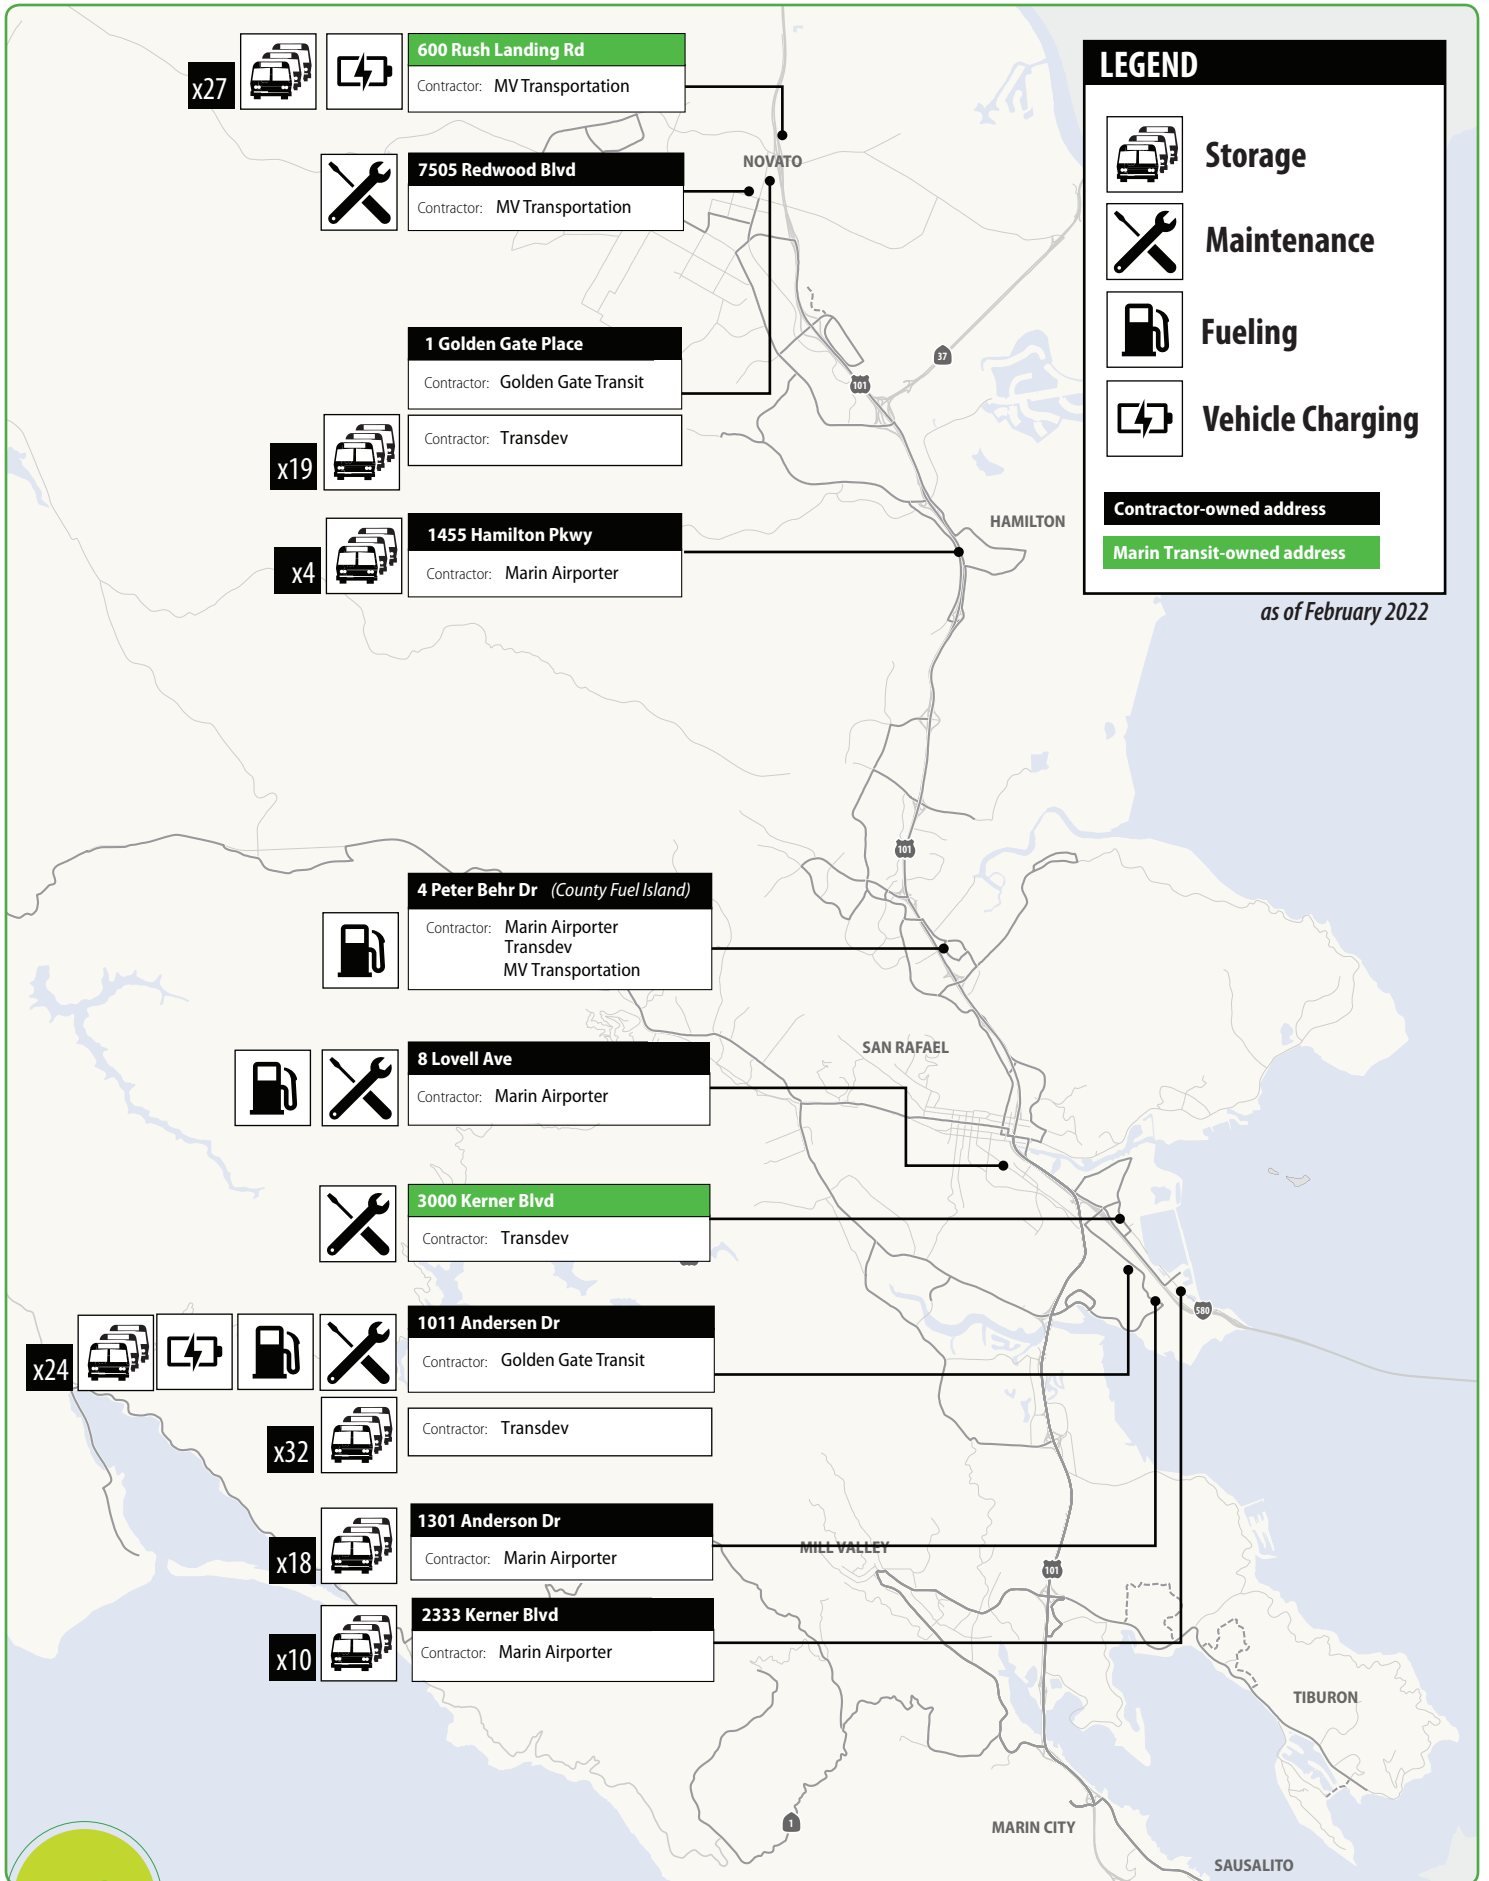 x27
600 Rush Landing Rd
Contractor: MV Transportation
7505 Redwood Blvd
Contractor: MV Transportation
1 Golden Gate Place
Contractor: Golden Gate Transit
x19
Contractor: Transdev
x4
1455 Hamilton Pkwy
Contractor: Marin Airporter
4 Peter Behr Dr (County Fuel Island)
Contractor: Marin Airporter
Transdev
MV Transportation
8 Lovell Ave
Contractor: Marin Airporter
3000 Kerner Blvd
Contractor: Transdev
x24
1011 Andersen Dr
Contractor: Golden Gate Transit
x32
Contractor: Transdev
x18
1301 Anderson Dr
Contractor: Marin Airporter
x10
2333 Kerner Blvd
Contractor: Marin Airporter
LEGEND
Storage
Maintenance
Fueling
Vehicle Charging
Contractor-owned address
Marin Transit-owned address
as of February 2022
NOVATO
37
101
HAMILTON
101
SAN RAFAEL
580
MILL VALLEY
101
TIBURON
1
MARIN CITY
SAUSALITO